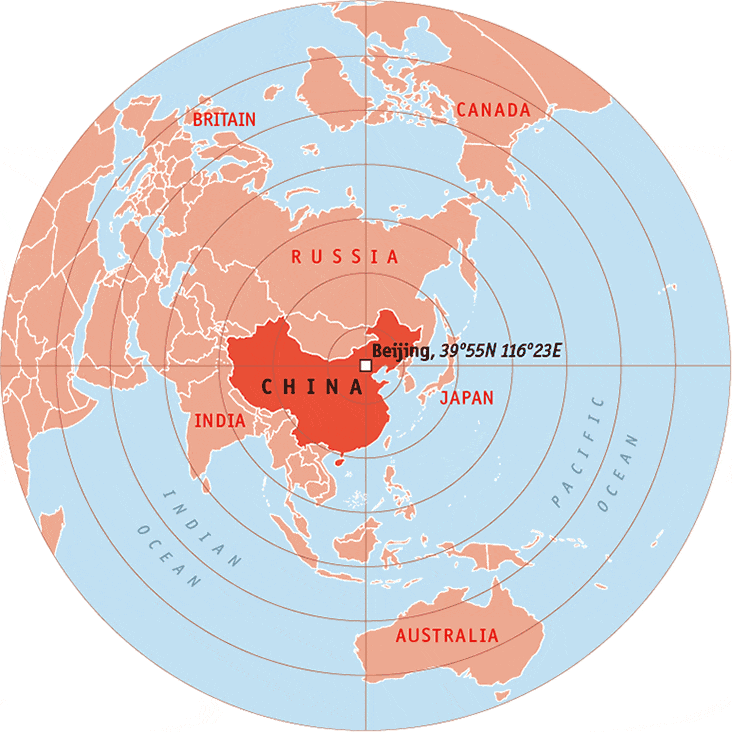 CANADA
BRITAIN
RUSSIA
Beijing, 39°55N 116°23E
CHINA
JAPAN
INDIA
PACIFIC
OCEAN
INDIAN
OCEAN
AUSTRALIA